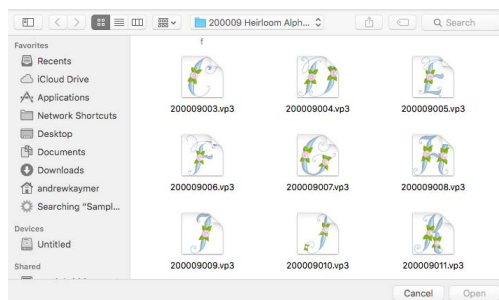 200009 Heirloom Alph...
Search
Favorites
Recents
iCloud Drive
Applications
Network Shortcuts
Desktop
Documents
Downloads
andrewkaymer
Searching "Sampl...
Devices
Untitled
Shared
f
200009003.vp3
200009004.vp3
200009005.vp3
200009006.vp3
200009007.vp3
200009008.vp3
200009009.vp3
200009010.vp3
200009011.vp3
Cancel
Open